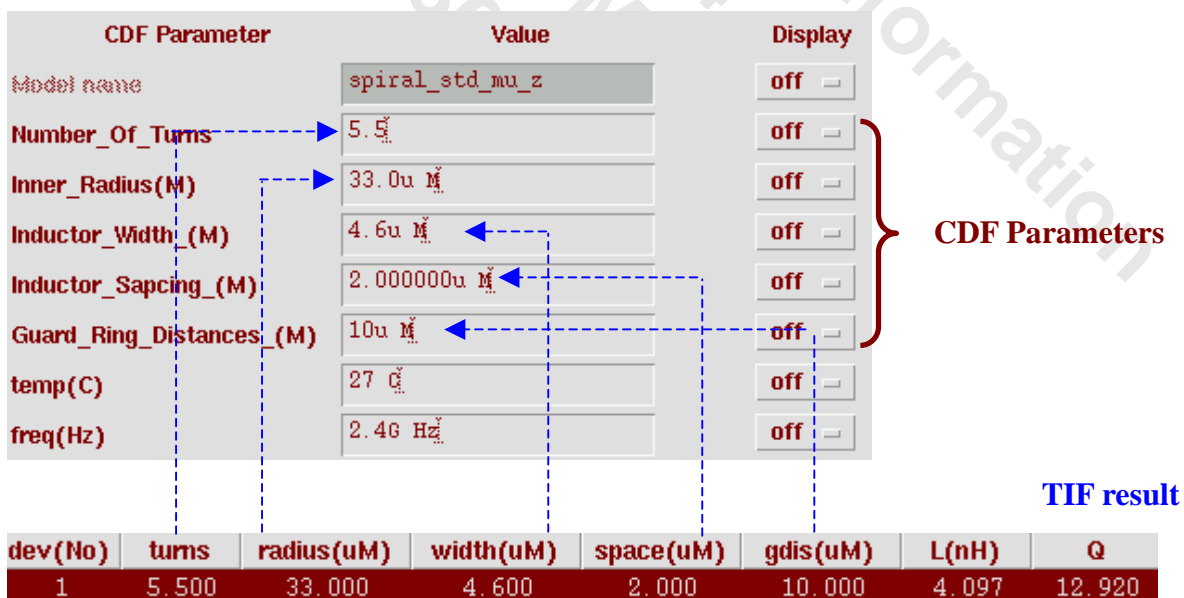 CDF Parameter Value Display
Model name spiral_std_mu_z off
Number_Of_Turns 5.5 off
Inner_Radius(M) 33.0u M off
Inductor_Width_(M) 4.6u M off
Inductor_Sapcing_(M) 2.000000u M off
Guard_Ring_Distances_(M) 10u M off
temp(C) 27 C off
freq(Hz) 2.4G Hz off
CDF Parameters
TIF result
dev(No) turns radius(uM) width(uM) space(uM) gdis(uM) L(nH) Q
1 5.500 33.000 4.600 2.000 10.000 4.097 12.920